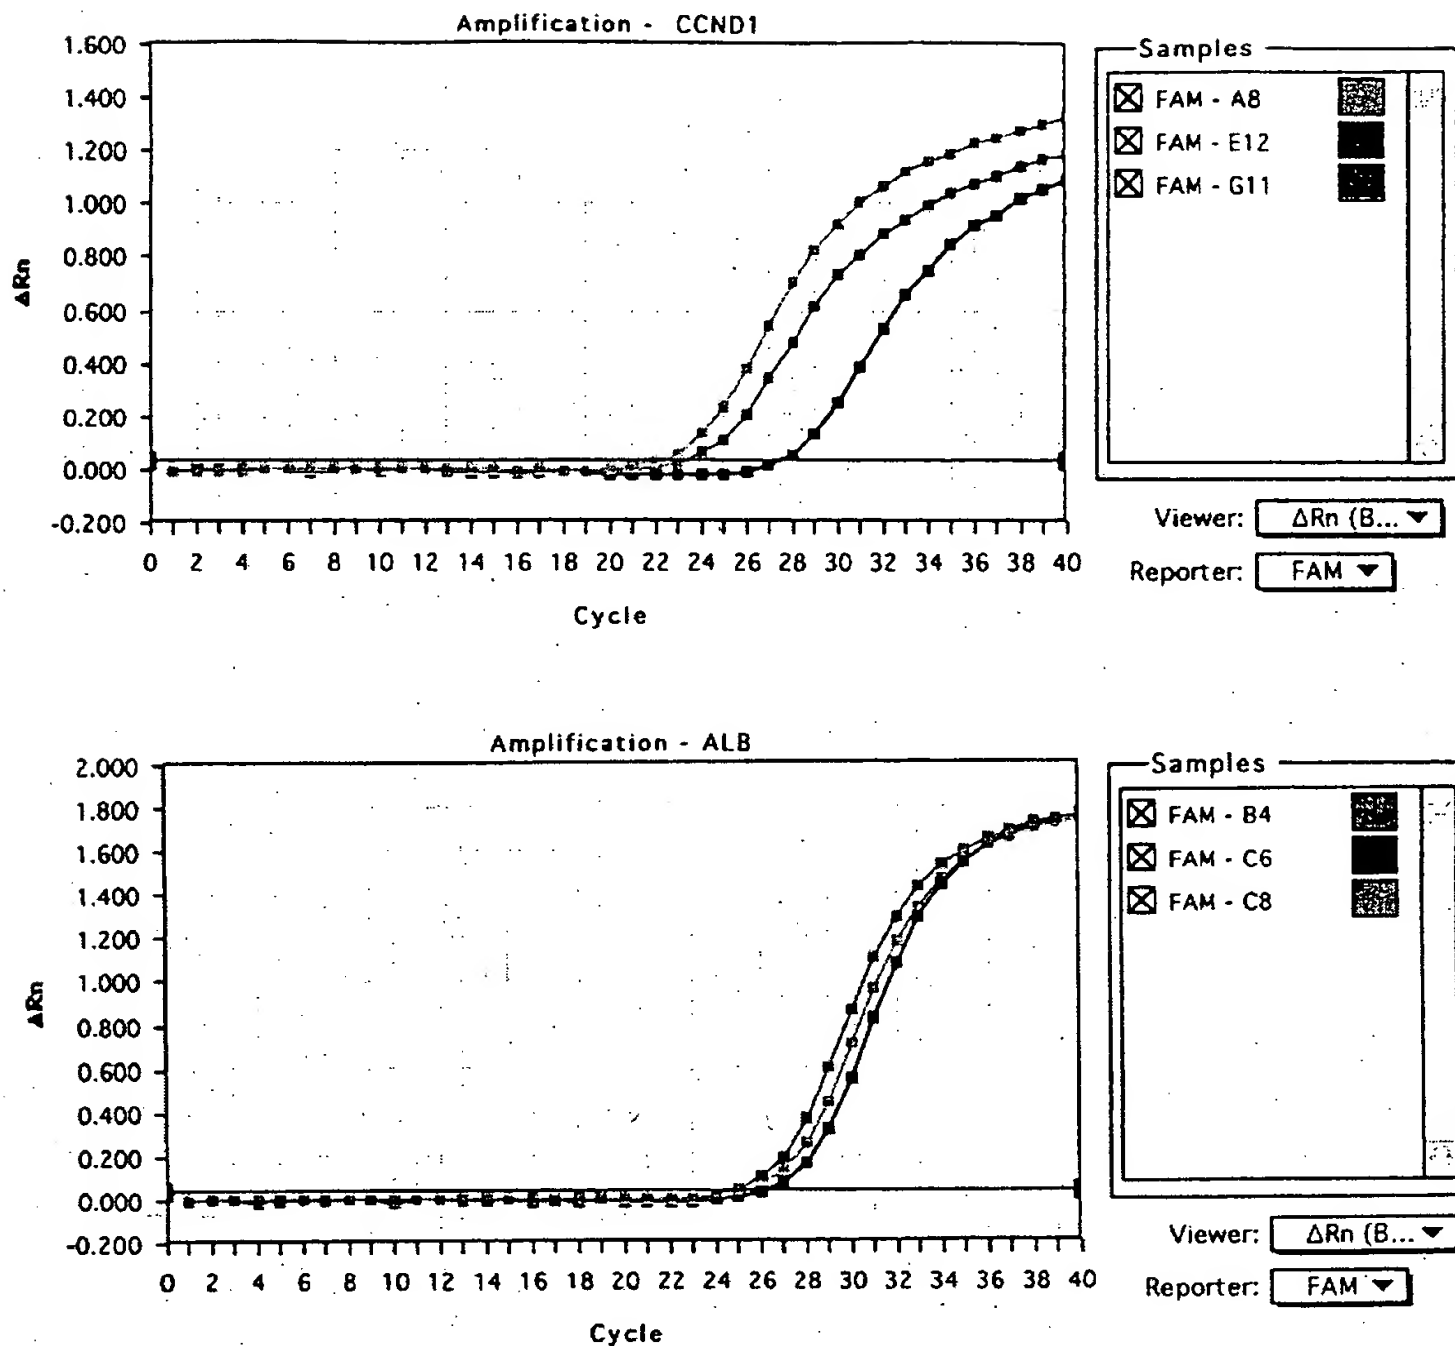 Amplification - CCND1
1.600
1.400
1.200
1.000
0.800
0.600
0.400
0.200
0.000
-0.200
ΔRn
0 2 4 6 8 10 12 14 16 18 20 22 24 26 28 30 32 34 36 38 40
Cycle
Samples
FAM - A8
FAM - E12
FAM - G11
Viewer: ΔRn (B...
Reporter: FAM
Amplification - ALB
2.000
1.800
1.600
1.400
1.200
1.000
0.800
0.600
0.400
0.200
0.000
-0.200
ΔRn
0 2 4 6 8 10 12 14 16 18 20 22 24 26 28 30 32 34 36 38 40
Cycle
Samples
FAM - B4
FAM - C6
FAM - C8
Viewer: ΔRn (B...
Reporter: FAM